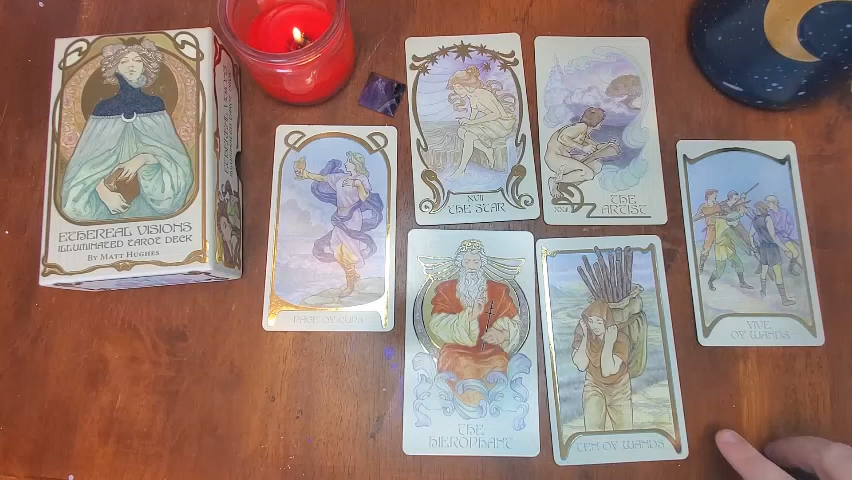 ETHEREAL VISIONS
ILLUMINATED TAROT DECK
BY MATT HUGHES
PAGE OF CUPS
XVII
THE STAR
THE
ARTIST
THE
HIEROPHANT
TEN OF WANDS
FIVE
OF WANDS